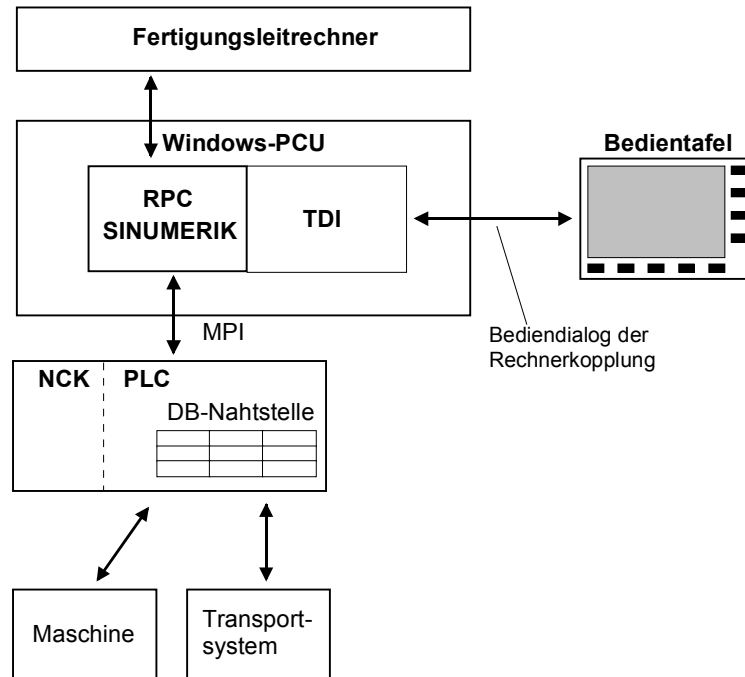 Fertigungsleitrechner
Windows-PCU
Bedientafel
RPC
SINUMERIK
TDI
MPI
Bediendialog der
Rechnerkopplung
NCK
PLC
DB-Nahtstelle
Maschine
Transport-
system